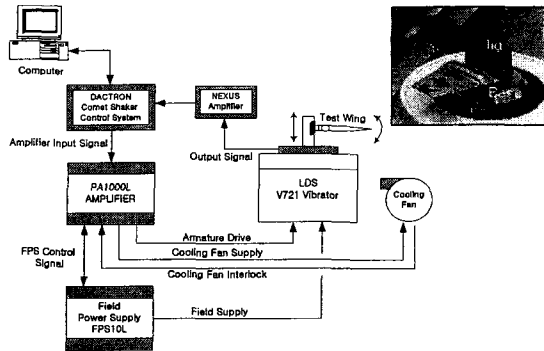 Computer
DACTRON
Comet Shaker
Control System
NEXUS
Amplifier
Test Wing
Amplifier Input Signal
Output Signal
PA1000L
AMPLIFIER
LDS
V721 Vibrator
Cooling
Fan
FPS Control
Signal
Armature Drive
Cooling Fan Supply
Cooling Fan Interlock
Field
Power Supply
FPS10L
Field Supply